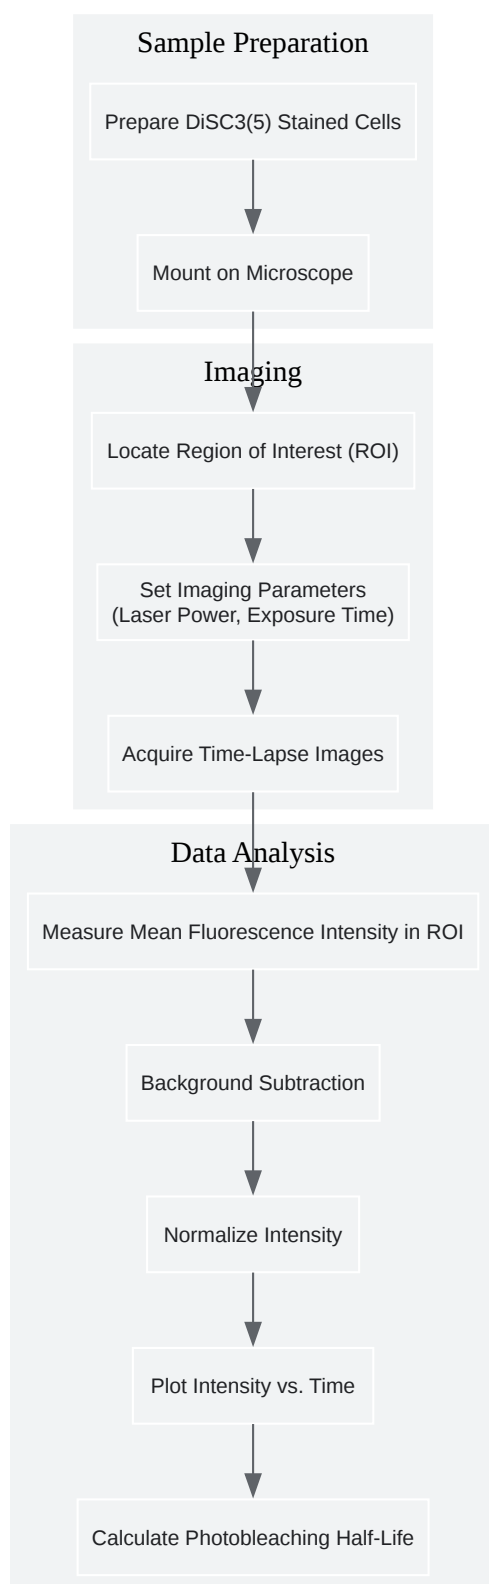 Sample Preparation
Prepare DiSC3(5) Stained Cells
Mount on Microscope
Imaging
Locate Region of Interest (ROI)
Set Imaging Parameters
(Laser Power, Exposure Time)
Acquire Time-Lapse Images
Data Analysis
Measure Mean Fluorescence Intensity in ROI
Background Subtraction
Normalize Intensity
Plot Intensity vs. Time
Calculate Photobleaching Half-Life